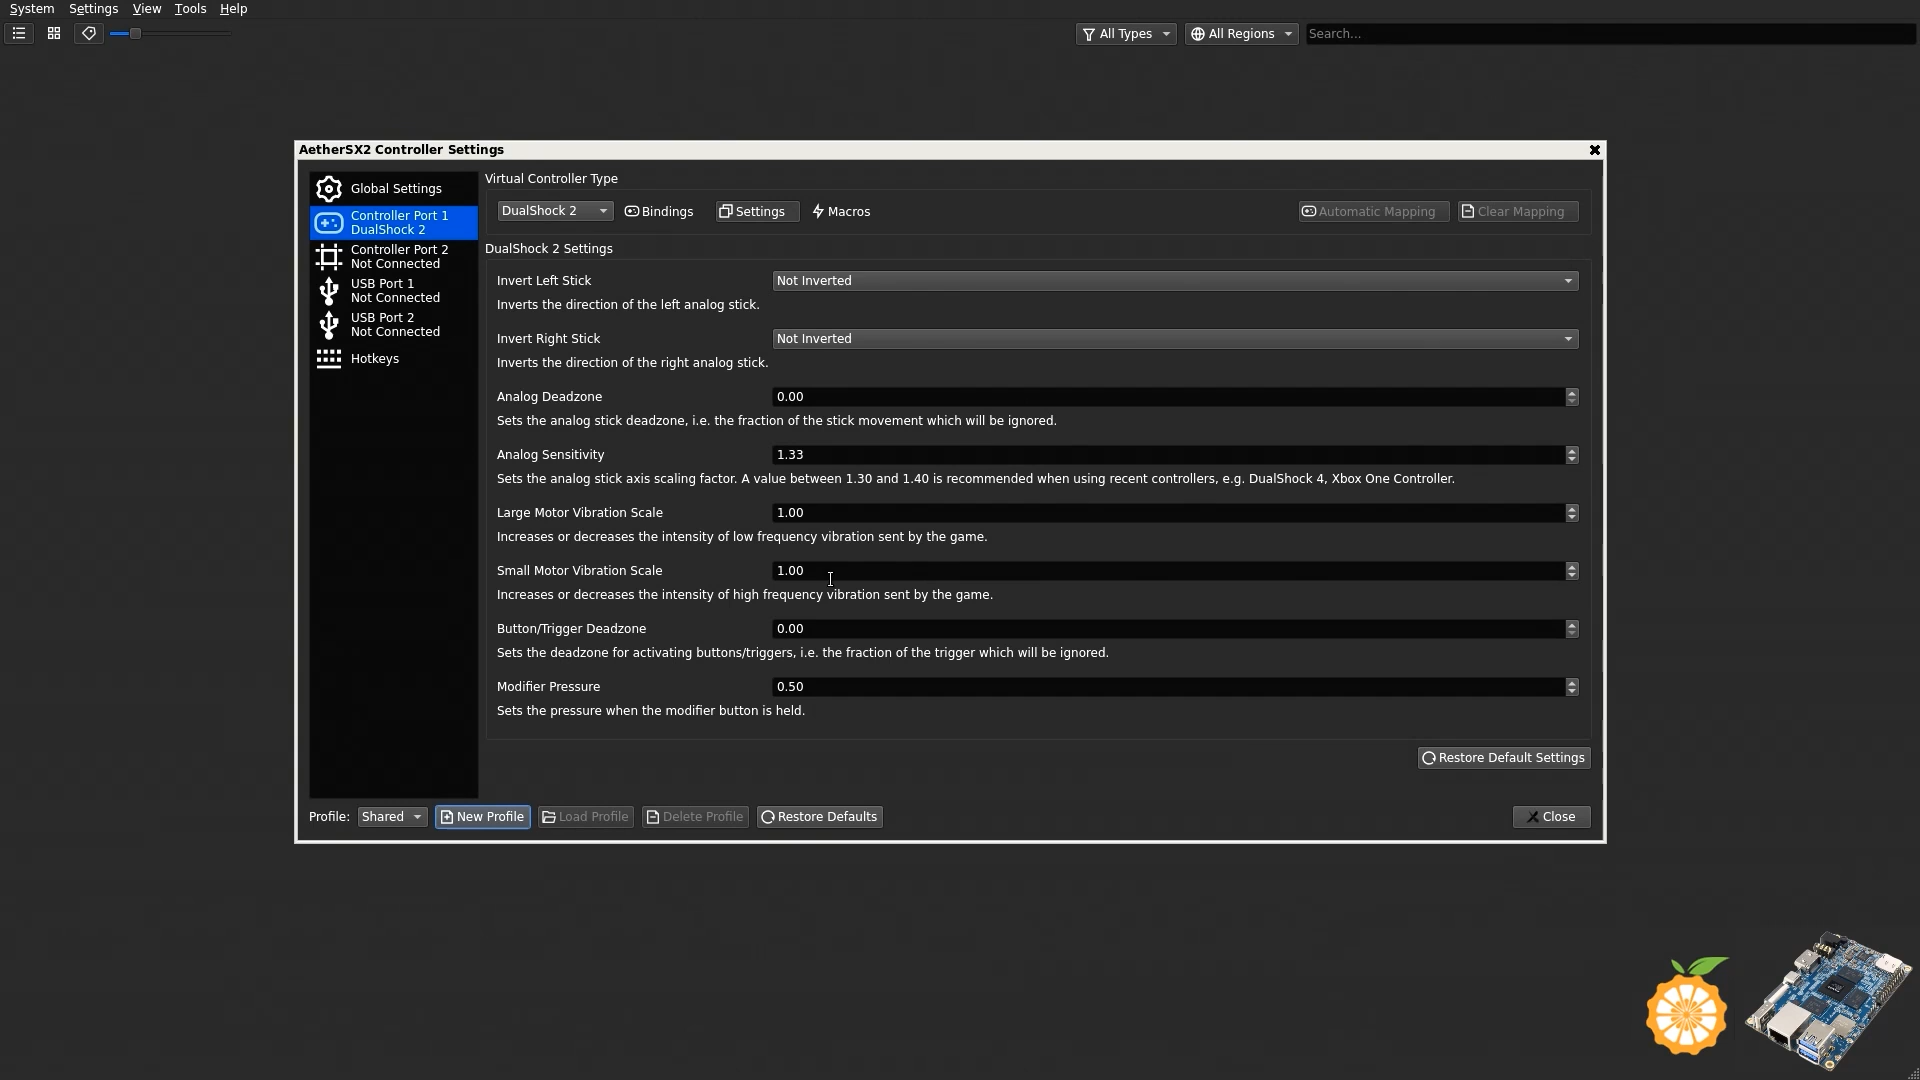 System Settings View Tools Help
All Types All Regions Search...
AetherSX2 Controller Settings
Global Settings
Controller Port 1
DualShock 2
Controller Port 2
Not Connected
USB Port 1
Not Connected
USB Port 2
Not Connected
Hotkeys
Virtual Controller Type
DualShock 2 Bindings Settings Macros Automatic Mapping Clear Mapping
DualShock 2 Settings
Invert Left Stick Not Inverted
Inverts the direction of the left analog stick.
Invert Right Stick Not Inverted
Inverts the direction of the right analog stick.
Analog Deadzone 0.00
Sets the analog stick deadzone, i.e. the fraction of the stick movement which will be ignored.
Analog Sensitivity 1.33
Sets the analog stick axis scaling factor. A value between 1.30 and 1.40 is recommended when using recent controllers, e.g. DualShock 4, Xbox One Controller.
Large Motor Vibration Scale 1.00
Increases or decreases the intensity of low frequency vibration sent by the game.
Small Motor Vibration Scale 1.00
Increases or decreases the intensity of high frequency vibration sent by the game.
Button/Trigger Deadzone 0.00
Sets the deadzone for activating buttons/triggers, i.e. the fraction of the trigger which will be ignored.
Modifier Pressure 0.50
Sets the pressure when the modifier button is held.
Restore Default Settings
Profile: Shared New Profile Load Profile Delete Profile Restore Defaults Close